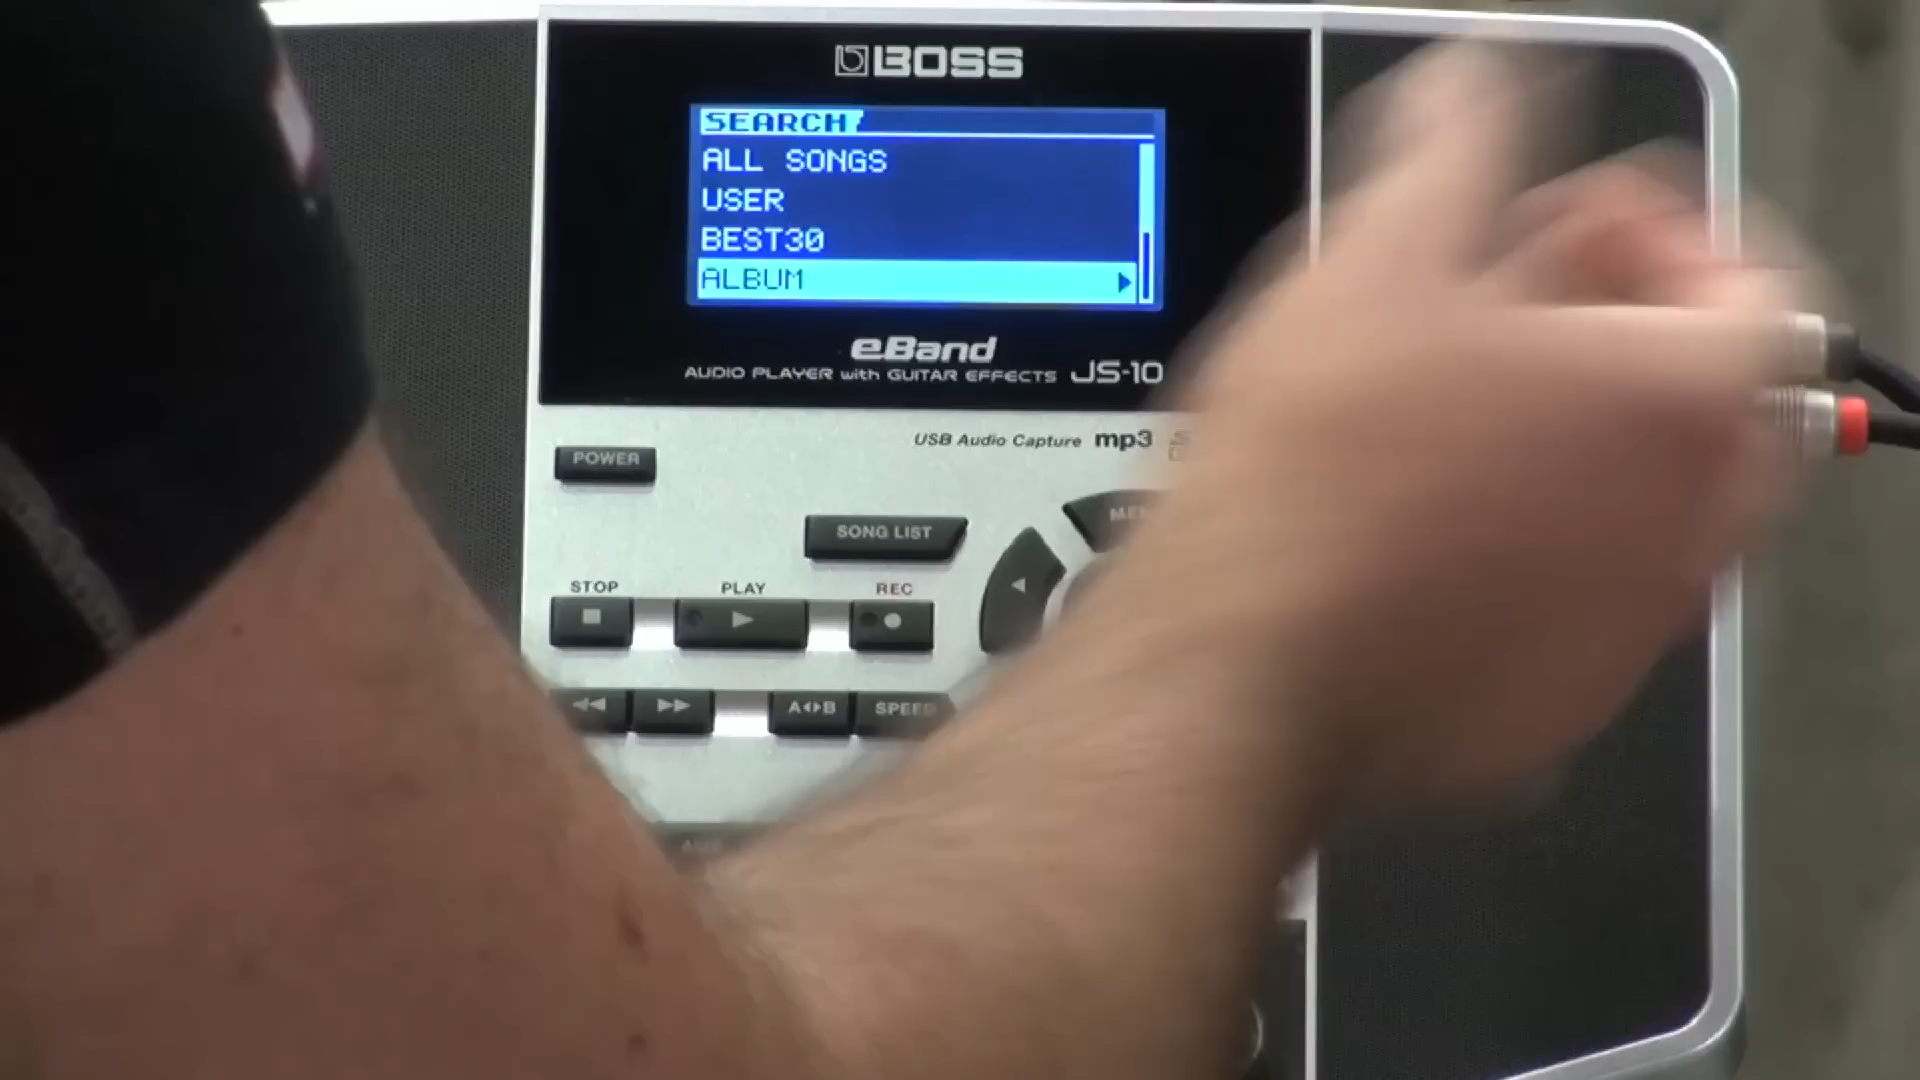 BOSS
SEARCH
ALL SONGS
USER
BEST30
ALBUM
eBand
AUDIO PLAYER with GUITAR EFFECTS JS-10
USB Audio Capture mp3
POWER
SONG LIST
STOP PLAY REC
A B SPEED